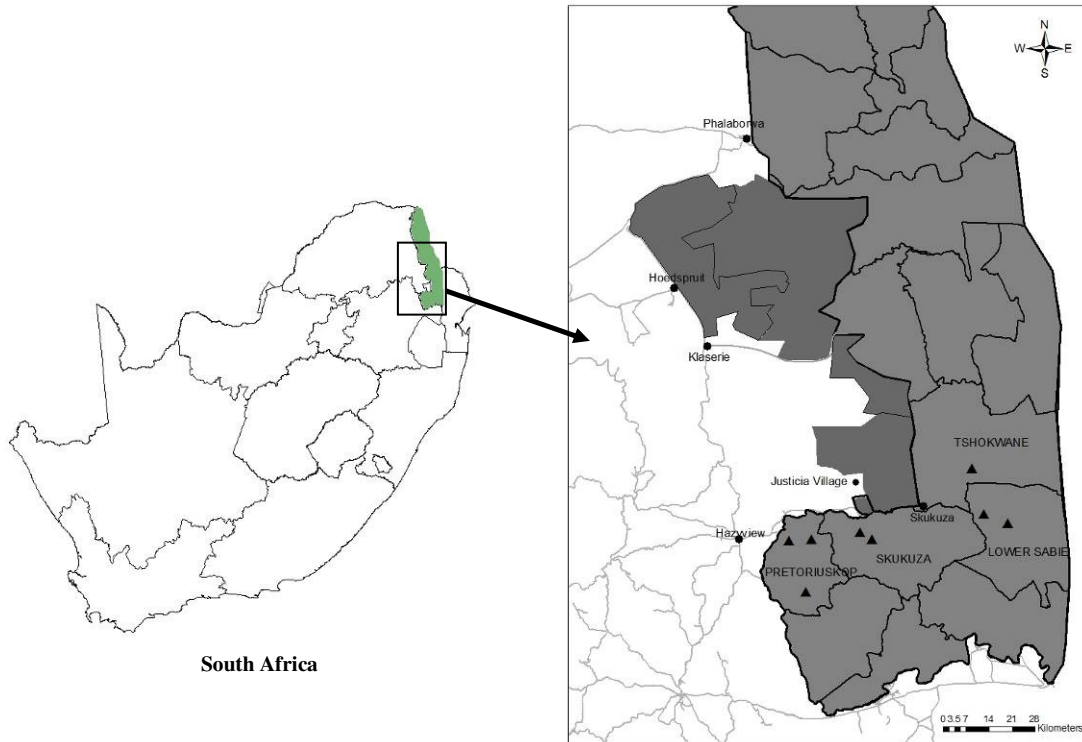 South Africa
N
W E
S
Phalaborwa
Hoedspruit
Klaserie
TSHOKWANE
Justicia Village
Skukuza
Hazyview
LOWER SABIE
SKUKUZA
PRETORIUSKOP
0 3.5 7 14 21 28
Kilometers